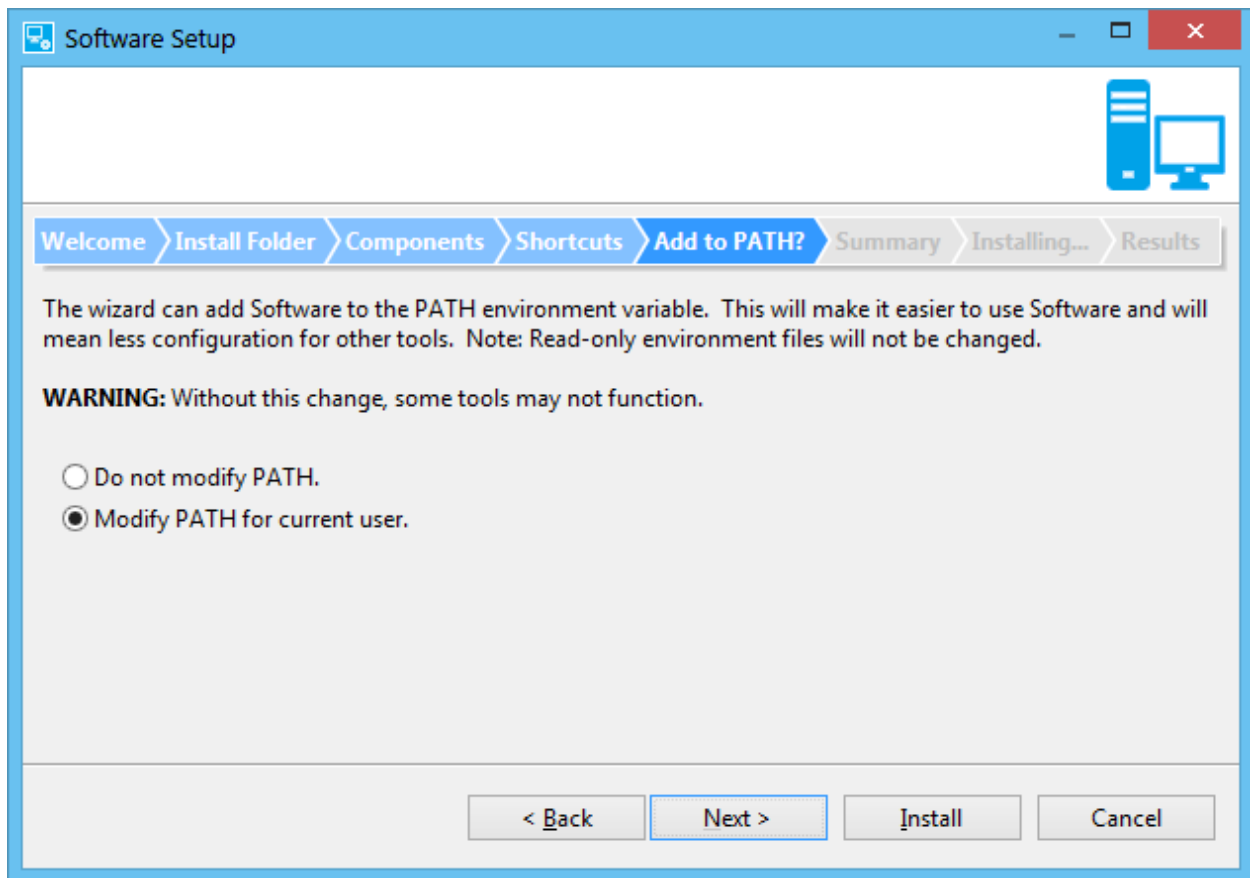 Software Setup
Welcome Install Folder Components Shortcuts Add to PATH? Summary Installing... Results
The wizard can add Software to the PATH environment variable.  This will make it easier to use Software and will
mean less configuration for other tools.  Note: Read-only environment files will not be changed.
WARNING: Without this change, some tools may not function.
Do not modify PATH.
Modify PATH for current user.
< Back Next > Install Cancel